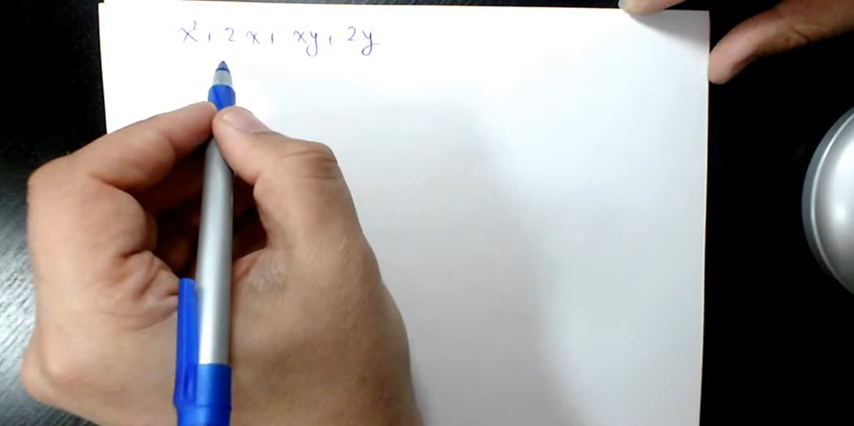 x² + 2x + xy + 2y